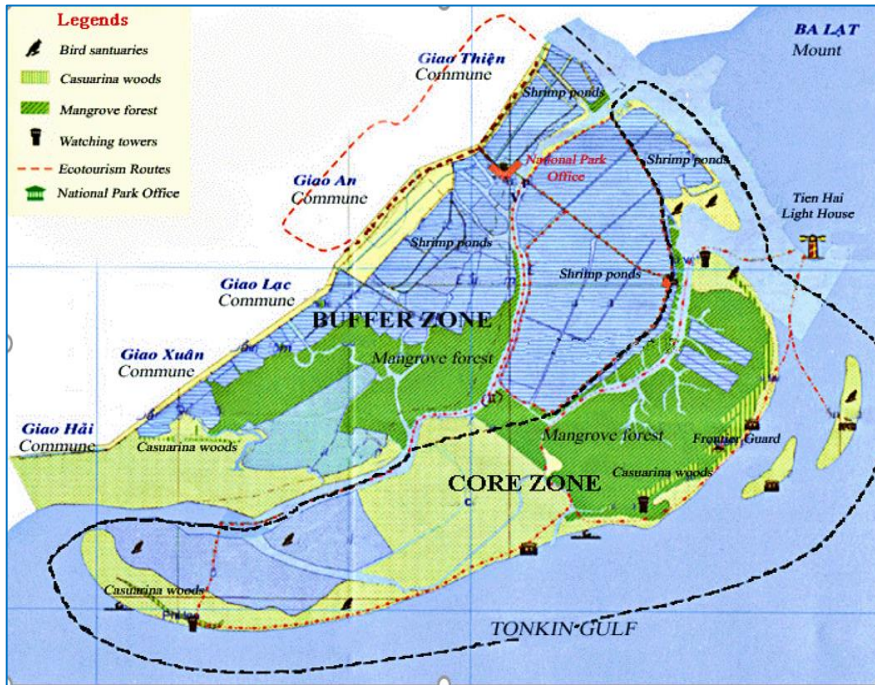 Legends
Bird santuaries
Casuarina woods
Mangrove forest
Watching towers
Ecotourism Routes
National Park Office
BA LẠT
Mount
Giao Thiện
Commune
Shrimp ponds
National Park
Office
Shrimp ponds
Giao An
Commune
Tien Hai
Light House
Shrimp ponds
Shrimp ponds
Giao Lạc
Commune
BUFFER ZONE
Giao Xuân
Commune
Mangrove forest
Giao Hải
Commune
Mangrove forest
Frontier Guard
Casuarina woods
Casuarina woods
CORE ZONE
Casuarina woods
TONKIN GULF